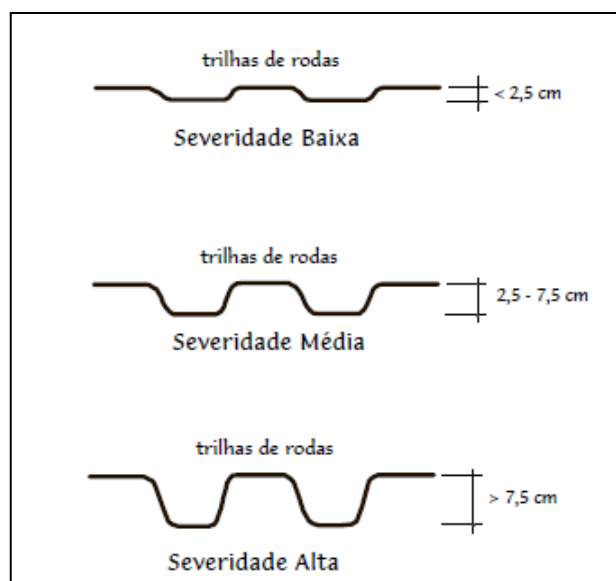 trilhas de rodas
< 2,5 cm
Severidade Baixa
trilhas de rodas
2,5 - 7,5 cm
Severidade Média
trilhas de rodas
> 7,5 cm
Severidade Alta